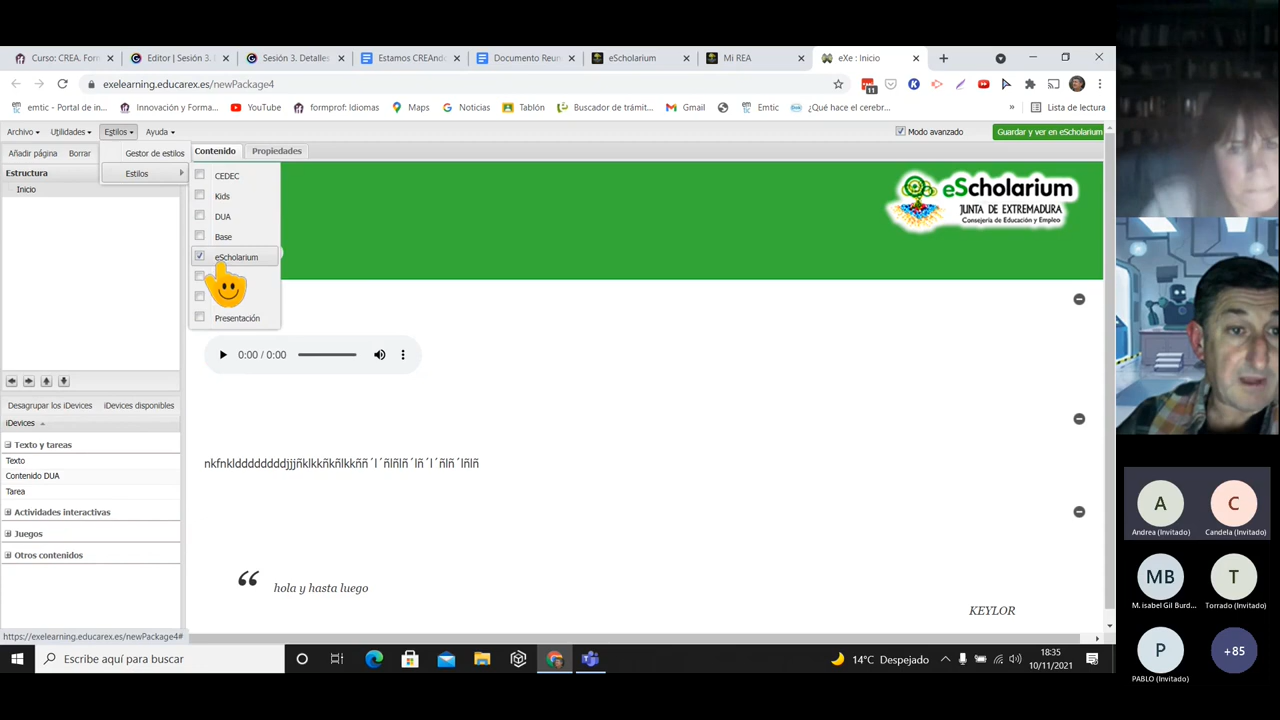 Curso: CREA. Form
Editor | Sesión 3. I
Sesión 3. Detalles
Estamos CREAnd
Documento Reun
eScholarium
Mi REA
eXe : Inicio
exelearning.educarex.es/newPackage4
11
emtic - Portal de in...
Innovación y Forma...
YouTube
formprof: Idiomas
Maps
Noticias
Tablón
Buscador de trámit...
Gmail
Emtic
¿Qué hace el cerebr...
»
Lista de lectura
Archivo
Utilidades
Estilos
Ayuda
Modo avanzado
Guardar y ver en eScholarium
Añadir página
Borrar
Gestor de estilos
Contenido
Propiedades
Estructura
Estilos
Inicio
CEDEC
Kids
DUA
Base
eScholarium
Presentación
eScholarium
JUNTA DE EXTREMADURA
Consejería de Educación y Empleo
0:00 / 0:00
Desagrupar los iDevices
iDevices disponibles
iDevices
Texto y tareas
Texto
Contenido DUA
Tarea
Actividades interactivas
Juegos
Otros contenidos
nkfnklddddddddjjjñklkkñkñlkkññ´l´ñlñlñ´lñ´l´ñlñ´lñlñ
“ hola y hasta luego
KEYLOR
https://exelearning.educarex.es/newPackage4#
Escribe aquí para buscar
14°C Despejado
18:35
10/11/2021
A
Andrea (Invitado)
C
Candela (Invitado)
MB
M. isabel Gil Burd...
T
Torrado (Invitado)
P
PABLO (Invitado)
+85